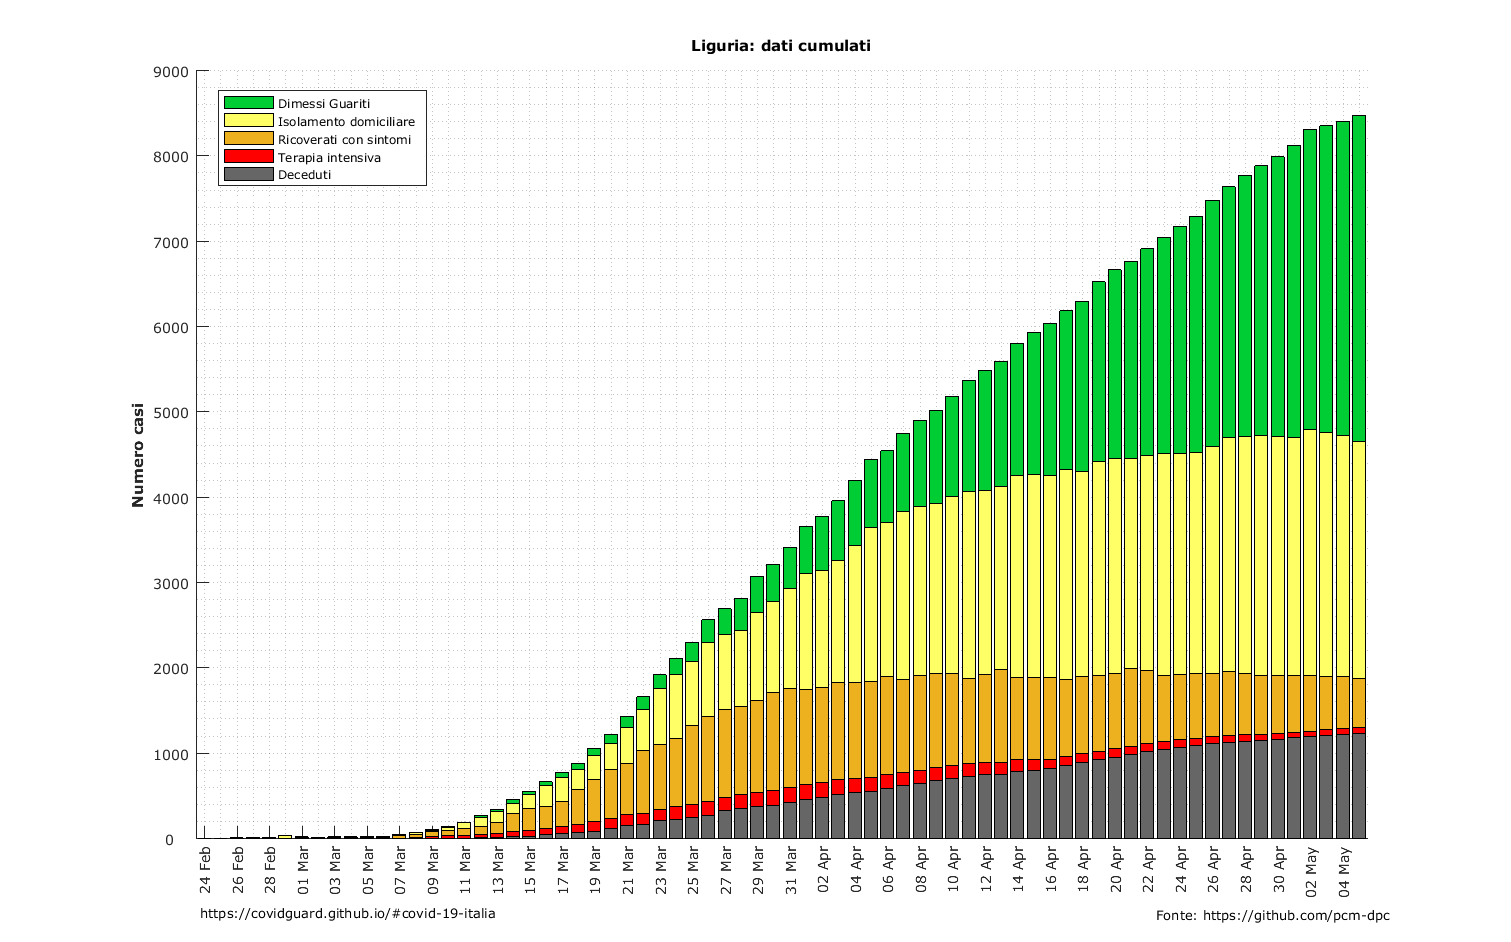 Liguria: dati cumulati
9000
8000
7000
6000
5000
4000
3000
2000
1000
0
Numero casi
Dimessi Guariti
Isolamento domiciliare
Ricoverati con sintomi
Terapia intensiva
Deceduti
24 Feb
26 Feb
28 Feb
01 Mar
03 Mar
05 Mar
07 Mar
09 Mar
11 Mar
13 Mar
15 Mar
17 Mar
19 Mar
21 Mar
23 Mar
25 Mar
27 Mar
29 Mar
31 Mar
02 Apr
04 Apr
06 Apr
08 Apr
10 Apr
12 Apr
14 Apr
16 Apr
18 Apr
20 Apr
22 Apr
24 Apr
26 Apr
28 Apr
30 Apr
02 May
04 May
https://covidguard.github.io/#covid-19-italia
Fonte: https://github.com/pcm-dpc